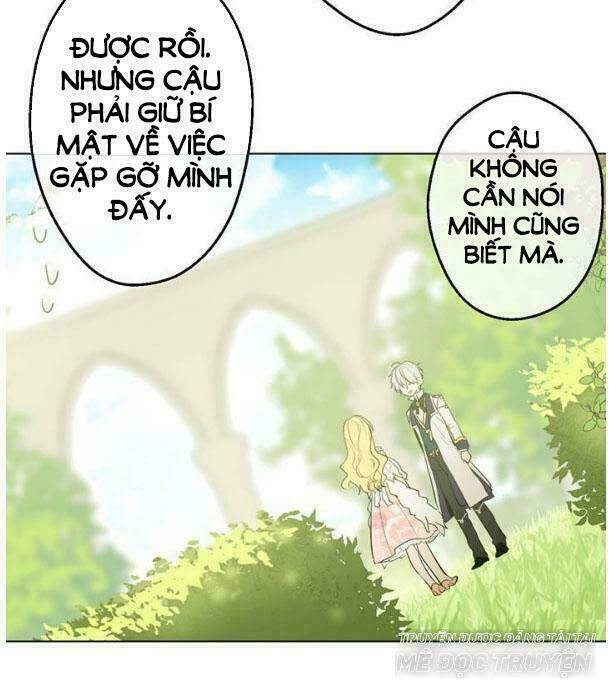 ĐƯỢC RỒI.
NHƯNG CẬU
PHẢI GIỮ BÍ
MẬT VỀ VIỆC
GẶP GỠ MÌNH
ĐẤY.
CẬU
KHÔNG
CẦN NÓI
MÌNH CŨNG
BIẾT MÀ.
TRUYỆN ĐƯỢC ĐĂNG TẢI TẠI
MÊ ĐỌC TRUYỆN